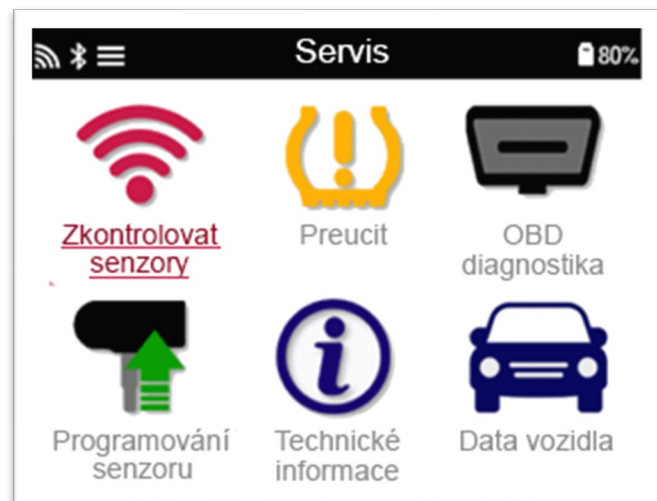 Servis
80%
Zkontrolovat
senzory
Preucit
OBD
diagnostika
Programování
senzoru
Technické
informace
Data vozidla